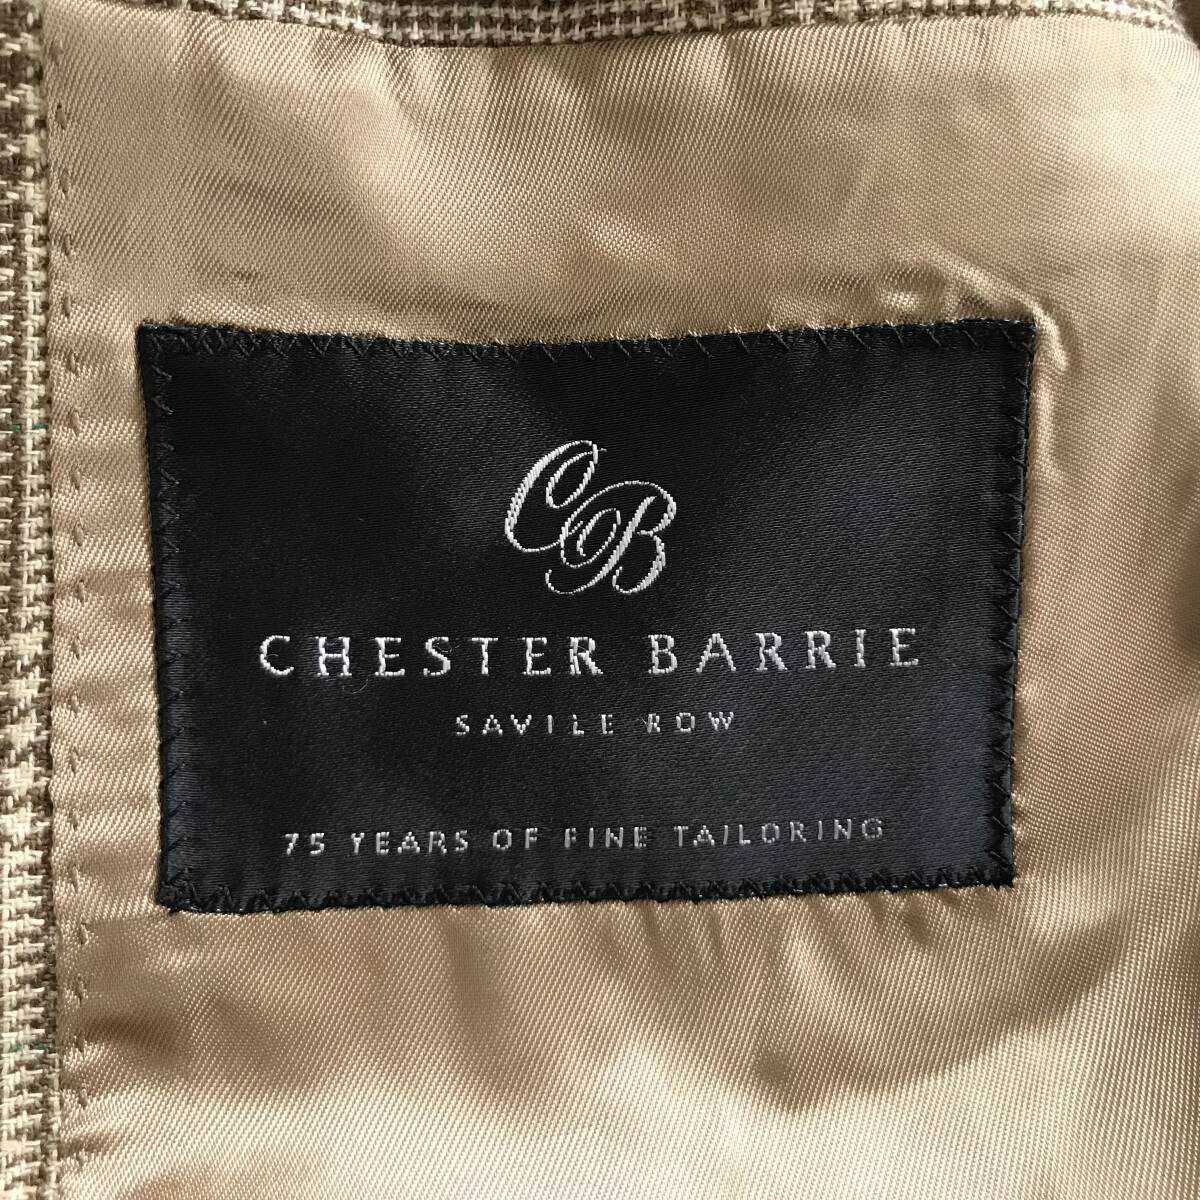 CB
CHESTER BARRIE
SAVILE ROW
75 YEARS OF FINE TAILORING